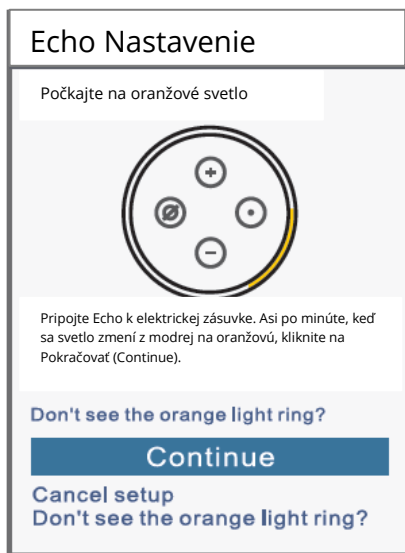 Echo Nastavenie
Počkajte na oranžové svetlo
Pripojte Echo k elektrickej zásuvke. Asi po minúte, keď
sa svetlo zmení z modrej na oranžovú, kliknite na
Pokračovať (Continue).
Don't see the orange light ring?
Continue
Cancel setup
Don't see the orange light ring?